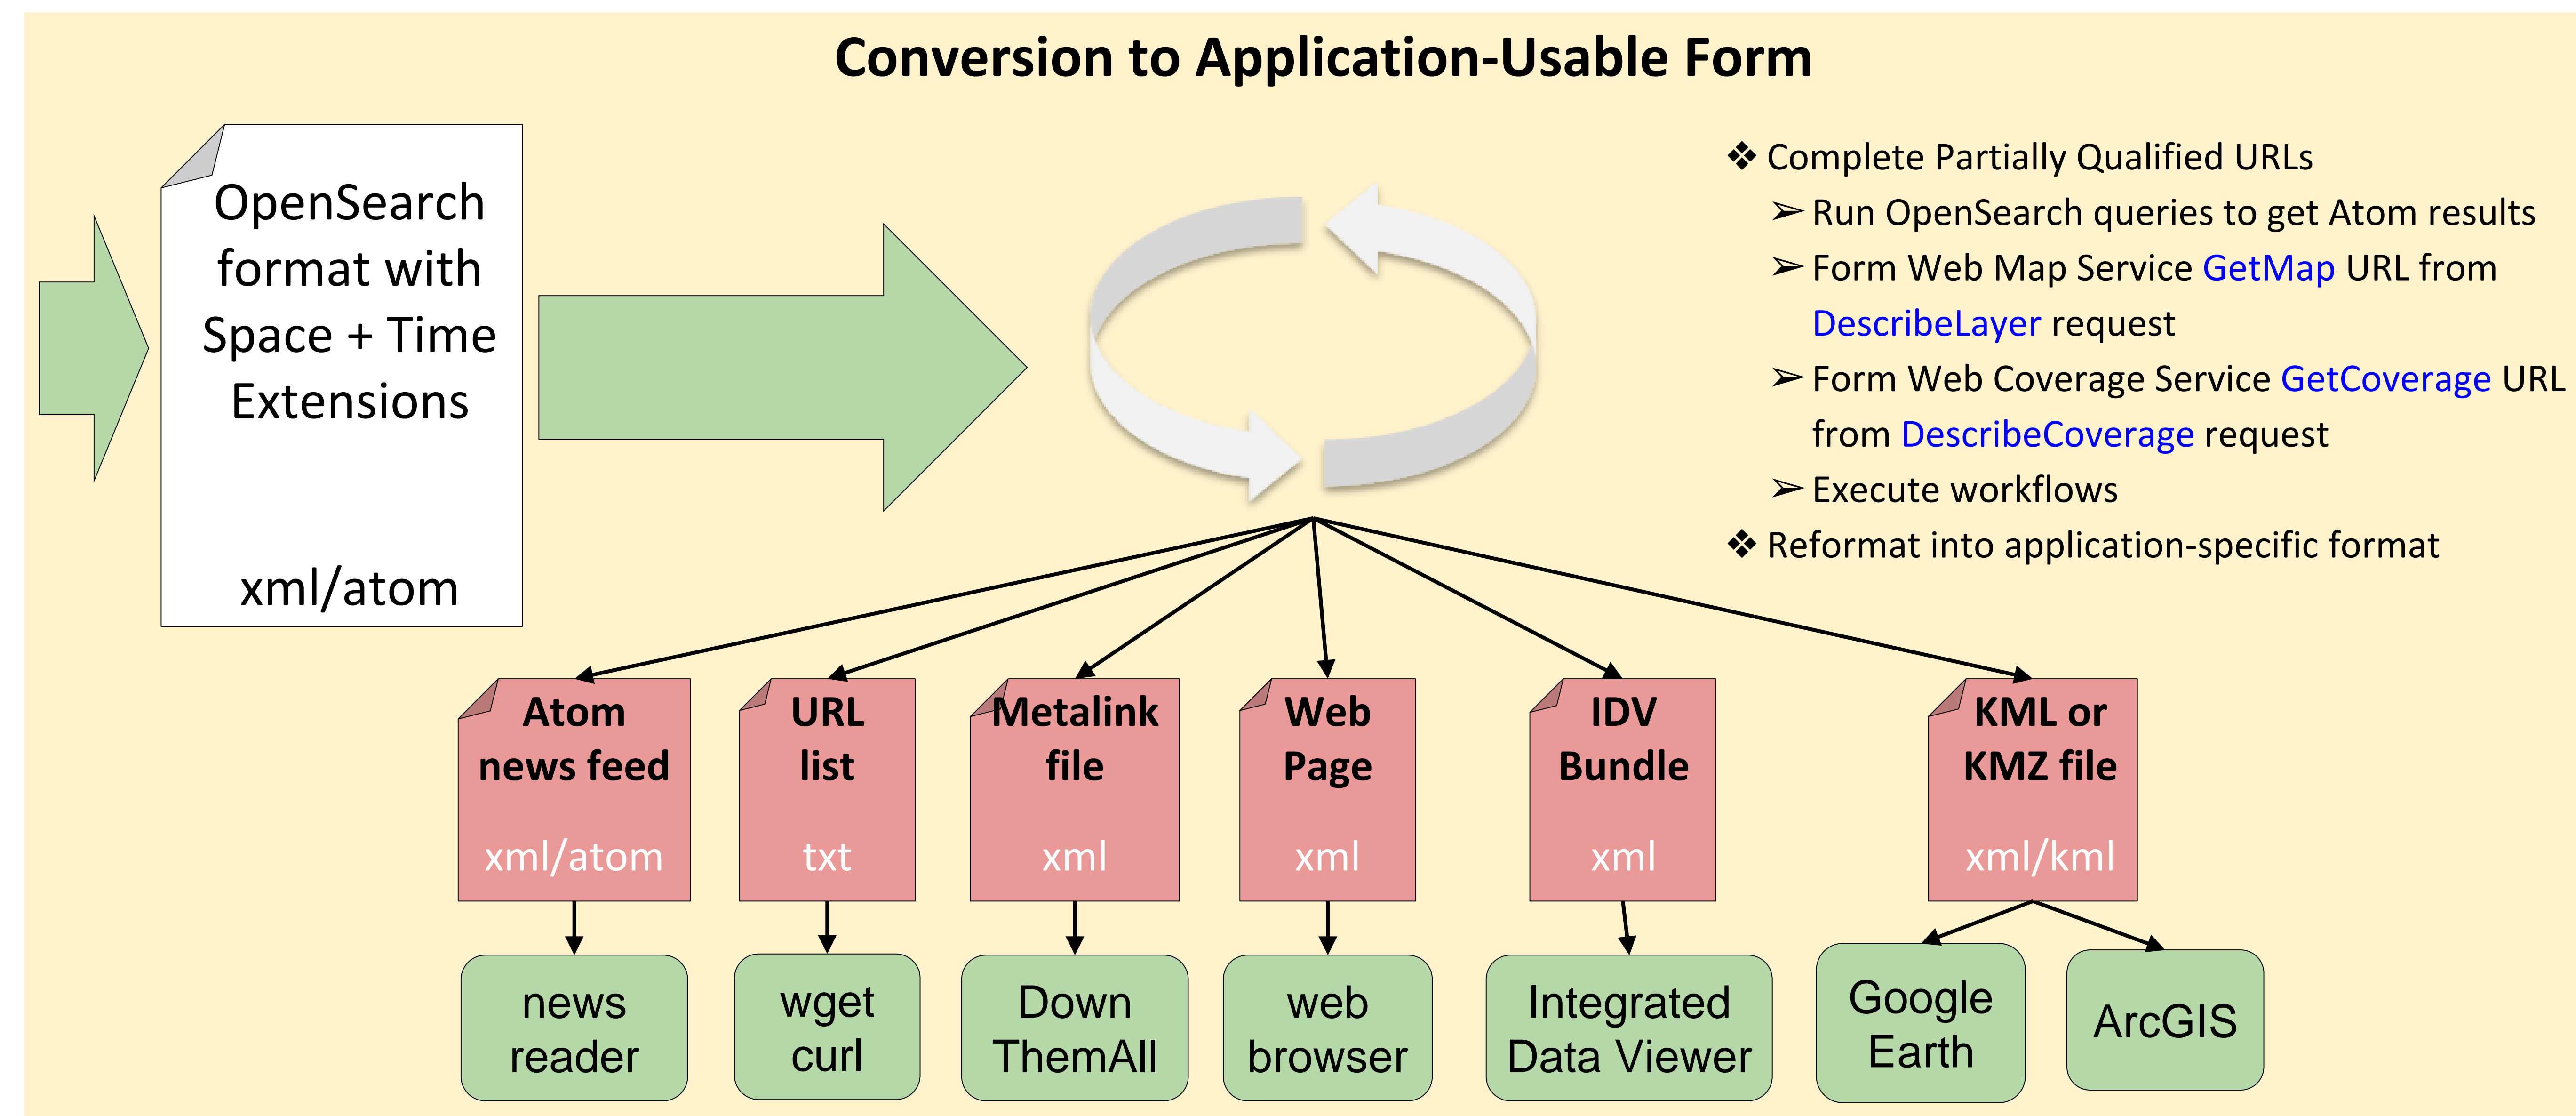 Conversion to Application-Usable Form
OpenSearch
format with
Space + Time
Extensions
xml/atom
❖ Complete Partially Qualified URLs
➢ Run OpenSearch queries to get Atom results
➢ Form Web Map Service GetMap URL from
DescribeLayer request
➢ Form Web Coverage Service GetCoverage URL
from DescribeCoverage request
➢ Execute workflows
❖ Reformat into application-specific format
Atom
news feed
xml/atom
URL
list
txt
Metalink
file
xml
Web
Page
xml
IDV
Bundle
xml
KML or
KMZ file
xml/kml
news
reader
wget
curl
Down
ThemAll
web
browser
Integrated
Data Viewer
Google
Earth
ArcGIS